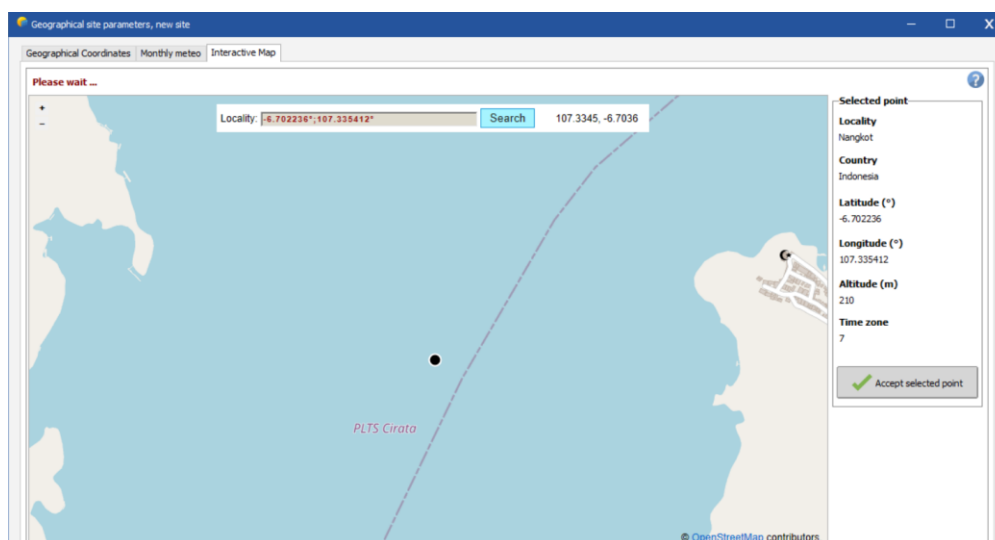 Geographical site parameters, new site
Geographical Coordinates Monthly meteo Interactive Map
Please wait ...
+
−
Locality: -6.702236°;107.335412° Search 107.3345, -6.7036
PLTS Cirata
© OpenStreetMap contributors
Selected point
Locality
Nangkot
Country
Indonesia
Latitude (°)
-6.702236
Longitude (°)
107.335412
Altitude (m)
210
Time zone
7
Accept selected point